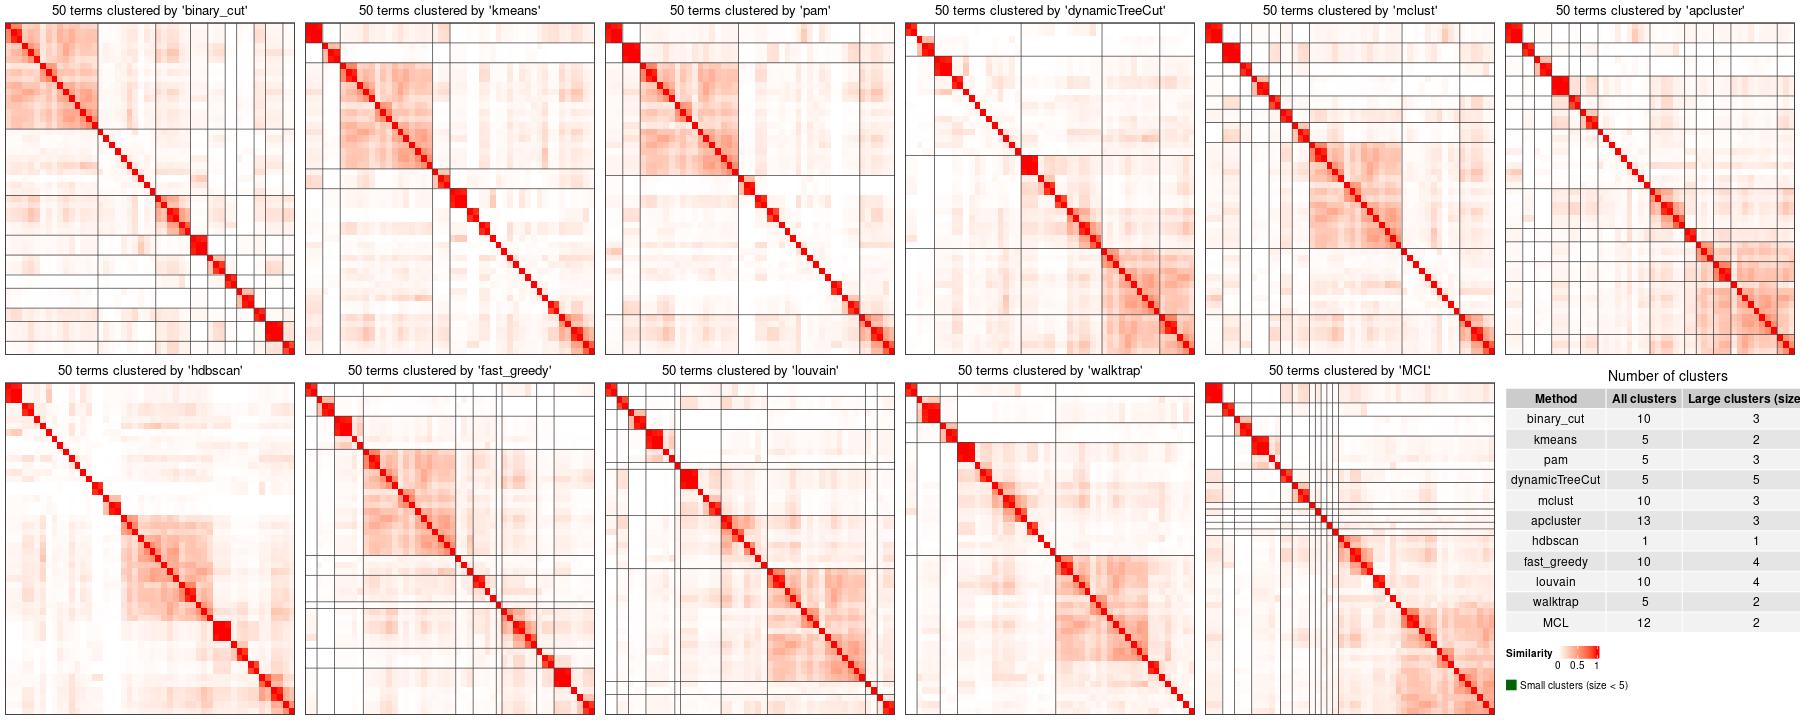 50 terms clustered by 'binary_cut'
50 terms clustered by 'kmeans'
50 terms clustered by 'pam'
50 terms clustered by 'dynamicTreeCut'
50 terms clustered by 'mclust'
50 terms clustered by 'apcluster'
50 terms clustered by 'hdbscan'
50 terms clustered by 'fast_greedy'
50 terms clustered by 'louvain'
50 terms clustered by 'walktrap'
50 terms clustered by 'MCL'
Number of clusters
Method All clusters Large clusters (size
binary_cut 10 3
kmeans 5 2
pam 5 3
dynamicTreeCut 5 5
mclust 10 3
apcluster 13 3
hdbscan 1 1
fast_greedy 10 4
louvain 10 4
walktrap 5 2
MCL 12 2
Similarity
0 0.5 1
Small clusters (size < 5)